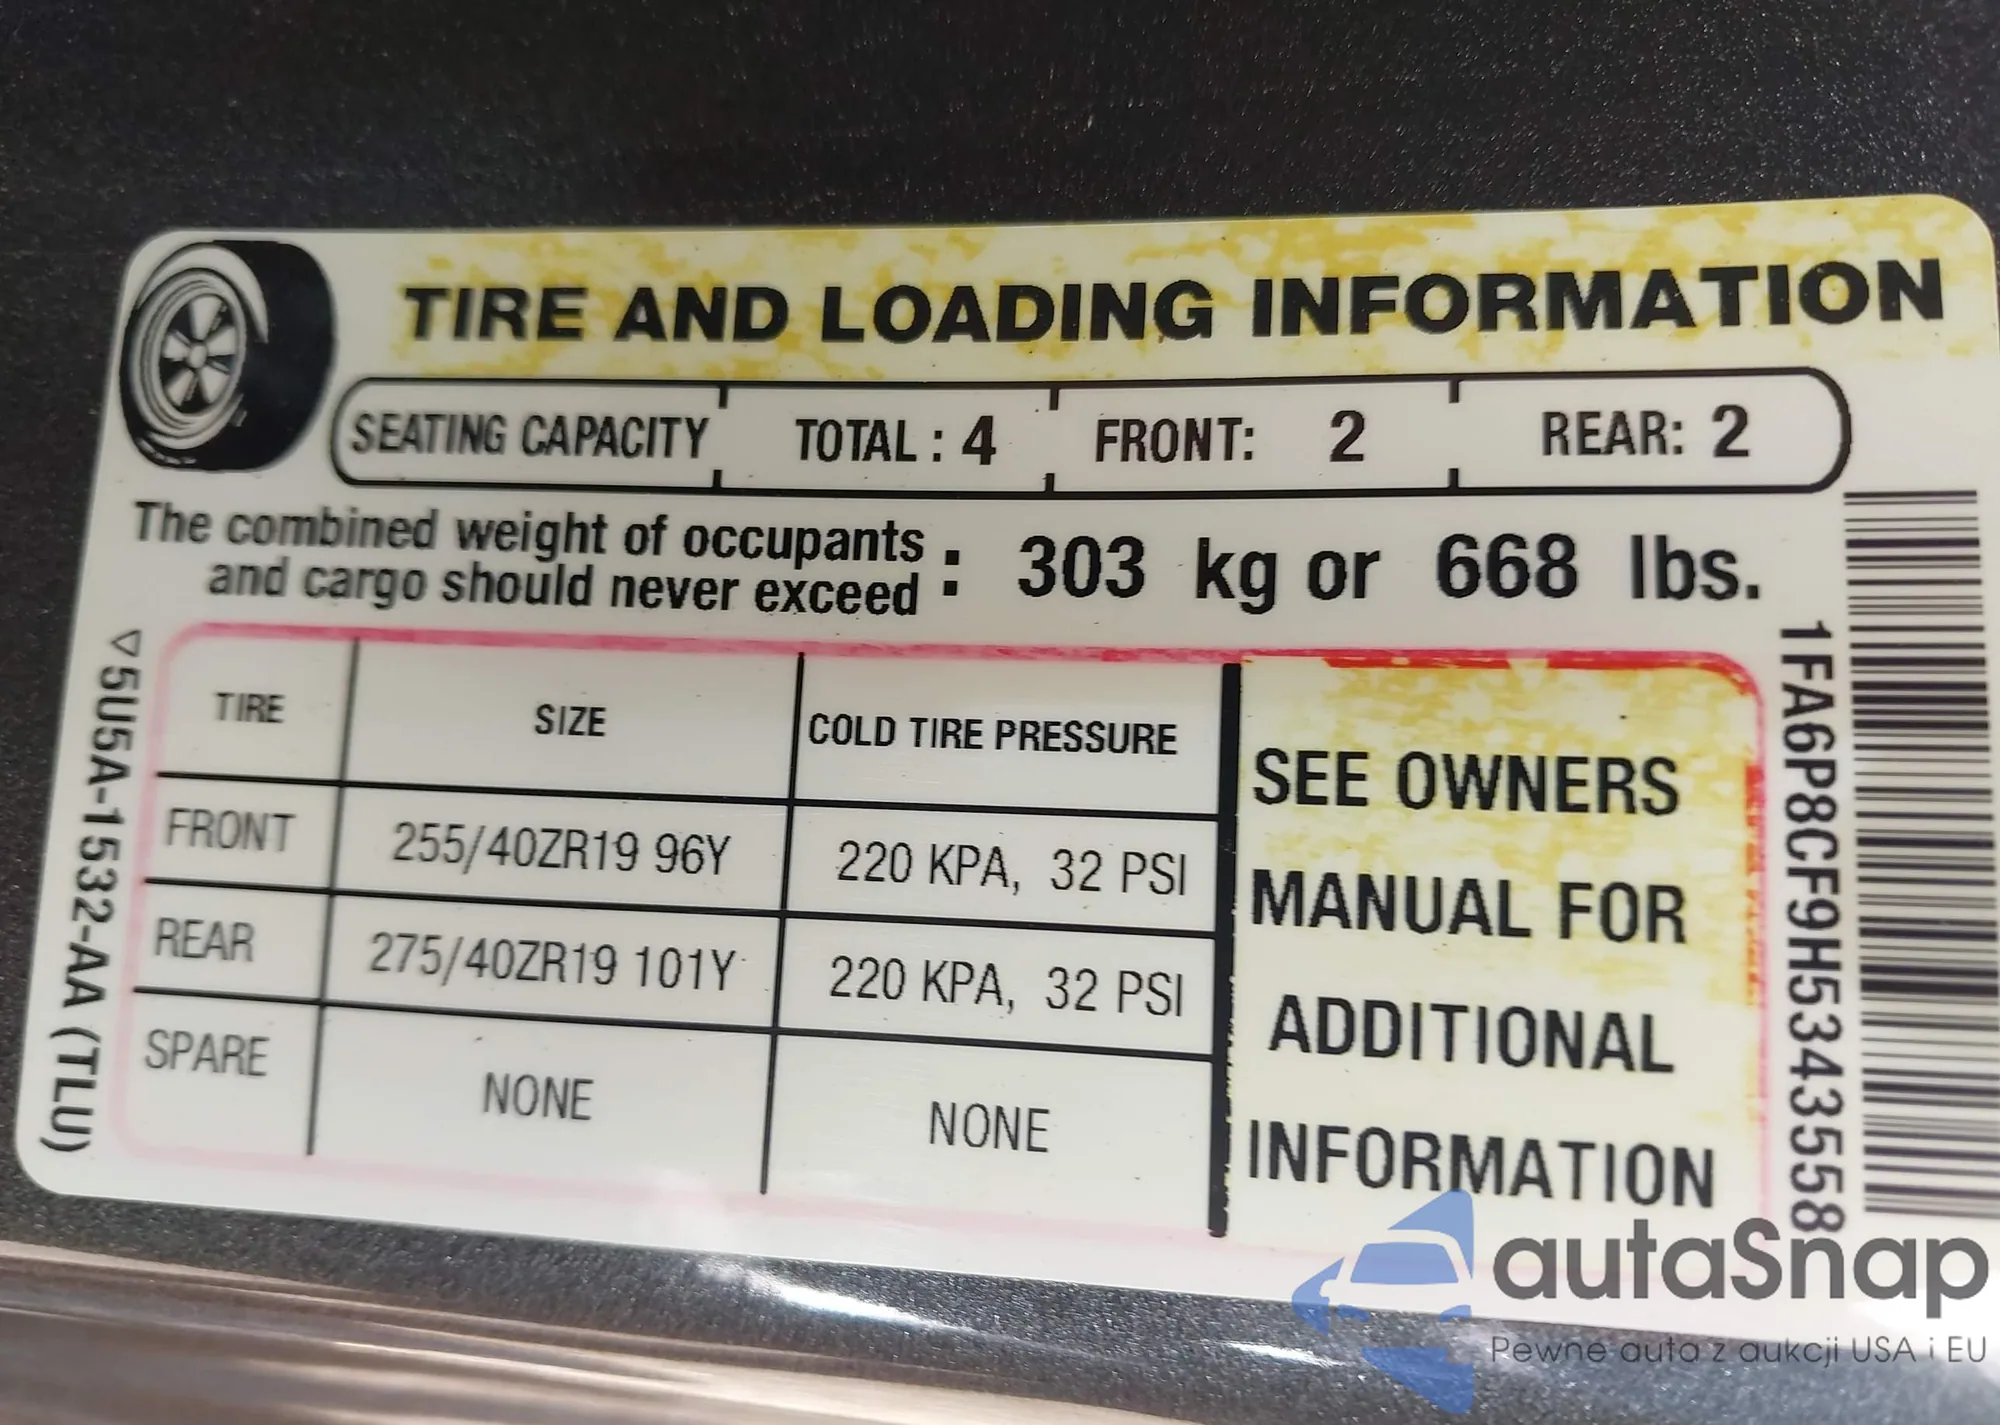 TIRE AND LOADING INFORMATION
SEATING CAPACITY TOTAL : 4 FRONT: 2 REAR: 2
The combined weight of occupants
and cargo should never exceed : 303 kg or 668 lbs.
TIRE SIZE COLD TIRE PRESSURE
FRONT 255/40ZR19 96Y 220 KPA, 32 PSI
REAR 275/40ZR19 101Y 220 KPA, 32 PSI
SPARE NONE NONE
SEE OWNERS
MANUAL FOR
ADDITIONAL
INFORMATION
▽5U5A-1532-AA (TLU)
1FA6P8CF9H5343558
autaSnap
Pewne auta z aukcji USA i EU